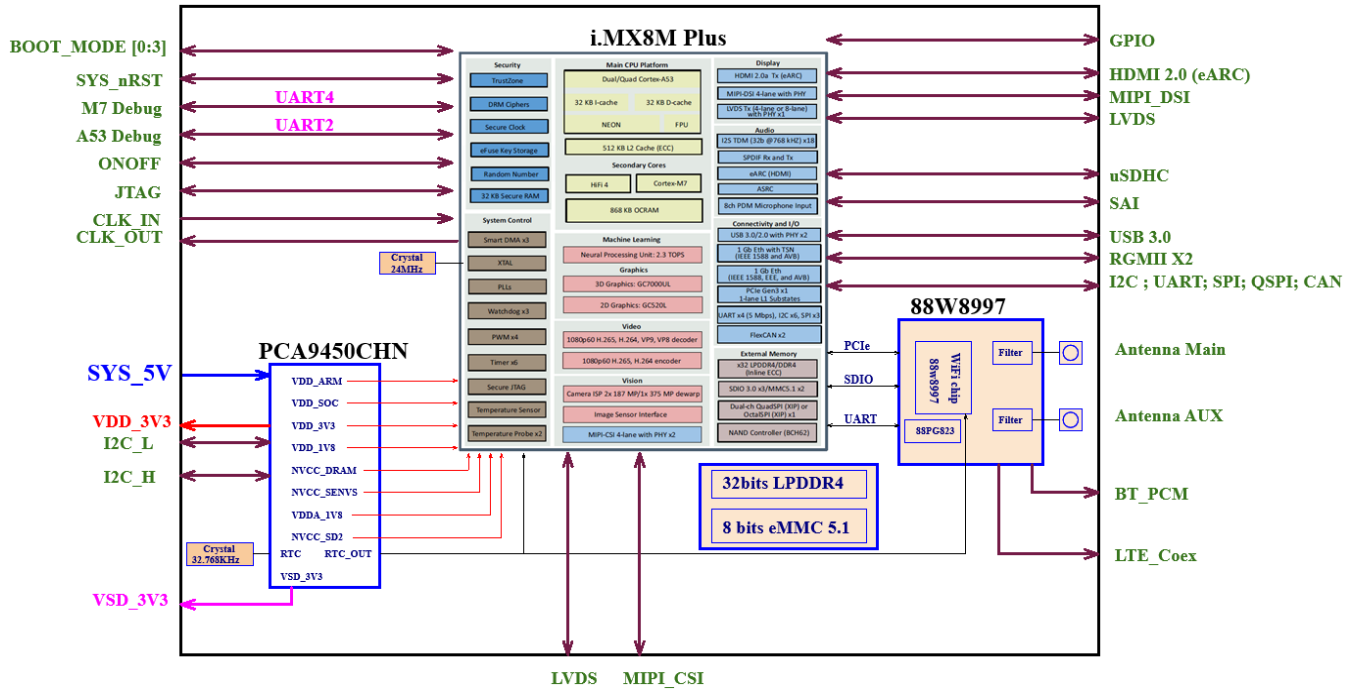 BOOT_MODE [0:3]
SYS_nRST
M7 Debug
UART4
A53 Debug
UART2
ONOFF
JTAG
CLK_IN
CLK_OUT
Crystal
24MHz
SYS_5V
VDD_3V3
I2C_L
I2C_H
Crystal
32.768KHz
VSD_3V3
PCA9450CHN
VDD_ARM
VDD_SOC
VDD_3V3
VDD_1V8
NVCC_DRAM
NVCC_SENVS
VDDA_1V8
NVCC_SD2
RTC
RTC_OUT
VSD_3V3
i.MX8M Plus
Security
TrustZone
DRM Ciphers
Secure Clock
eFuse Key Storage
Random Number
32 KB Secure RAM
System Control
Smart DMA x3
XTAL
PLLs
Watchdog x3
PWM x4
Timer x6
Secure JTAG
Temperature Sensor
Temperature Probe x2
Main CPU Platform
Dual/Quad Cortex-A53
32 KB I-cache
32 KB D-cache
NEON
FPU
512 KB L2 Cache (ECC)
Secondary Cores
HiFi 4
Cortex-M7
868 KB OCRAM
Machine Learning
Neural Processing Unit: 2.3 TOPS
Graphics
3D Graphics: GC7000UL
2D Graphics: GC520L
Video
1080p60 H.265, H.264, VP9, VP8 decoder
1080p60 H.265, H.264 encoder
Vision
Camera ISP 2x 187 MP/1x 375 MP dewarp
Image Sensor Interface
MIPI-CSI 4-lane with PHY x2
Display
HDMI 2.0a Tx (eARC)
MIPI-DSI 4-lane with PHY
LVDS Tx (4-lane or 8-lane)
with PHY x1
Audio
I2S TDM (32b @768 kHz) x18
SPDIF Rx and Tx
eARC (HDMI)
ASRC
8ch PDM Microphone Input
Connectivity and I/O
USB 3.0/2.0 with PHY x2
1 Gb Eth with TSN
(IEEE 1588 and AVB)
1 Gb Eth
(IEEE 1588, EEE, and AVB)
PCIe Gen3 x1
1-lane L1 Substates
UART x4 (5 Mbps), I2C x6, SPI x3
FlexCAN x2
External Memory
x32 LPDDR4/DDR4
(Inline ECC)
SDIO 3.0 x3/MMC5.1 x2
Dual-ch QuadSPI (XIP) or
OctalSPI (XIP) x1
NAND Controller (BCH62)
32bits LPDDR4
8 bits eMMC 5.1
PCIe
SDIO
UART
88W8997
WiFi chip
88w8997
88PG823
Filter
Filter
GPIO
HDMI 2.0 (eARC)
MIPI_DSI
LVDS
uSDHC
SAI
USB 3.0
RGMII X2
I2C ; UART; SPI; QSPI; CAN
Antenna Main
Antenna AUX
BT_PCM
LTE_Coex
LVDS
MIPI_CSI